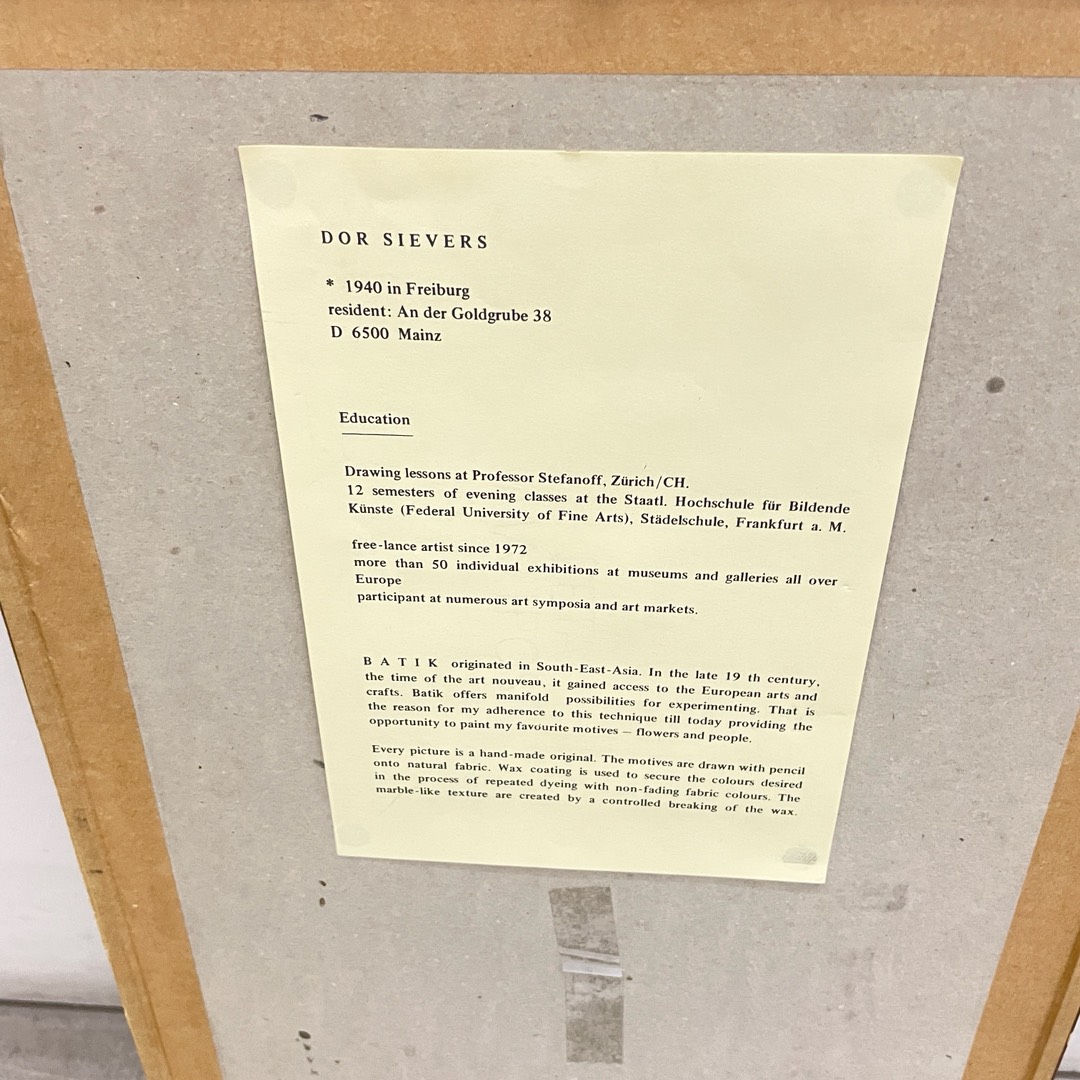 DOR SIEVERS
* 1940 in Freiburg
resident: An der Goldgrube 38
D 6500 Mainz
Education
Drawing lessons at Professor Stefanoff, Zürich/CH.
12 semesters of evening classes at the Staatl. Hochschule für Bildende
Künste (Federal University of Fine Arts), Städelschule, Frankfurt a. M.
free-lance artist since 1972
more than 50 individual exhibitions at museums and galleries all over
Europe
participant at numerous art symposia and art markets.
B A T I K originated in South-East-Asia. In the late 19 th century,
the time of the art nouveau, it gained access to the European arts and
crafts. Batik offers manifold possibilities for experimenting. That is
the reason for my adherence to this technique till today providing the
opportunity to paint my favourite motives — flowers and people.
Every picture is a hand-made original. The motives are drawn with pencil
onto natural fabric. Wax coating is used to secure the colours desired
in the process of repeated dyeing with non-fading fabric colours. The
marble-like texture are created by a controlled breaking of the wax.